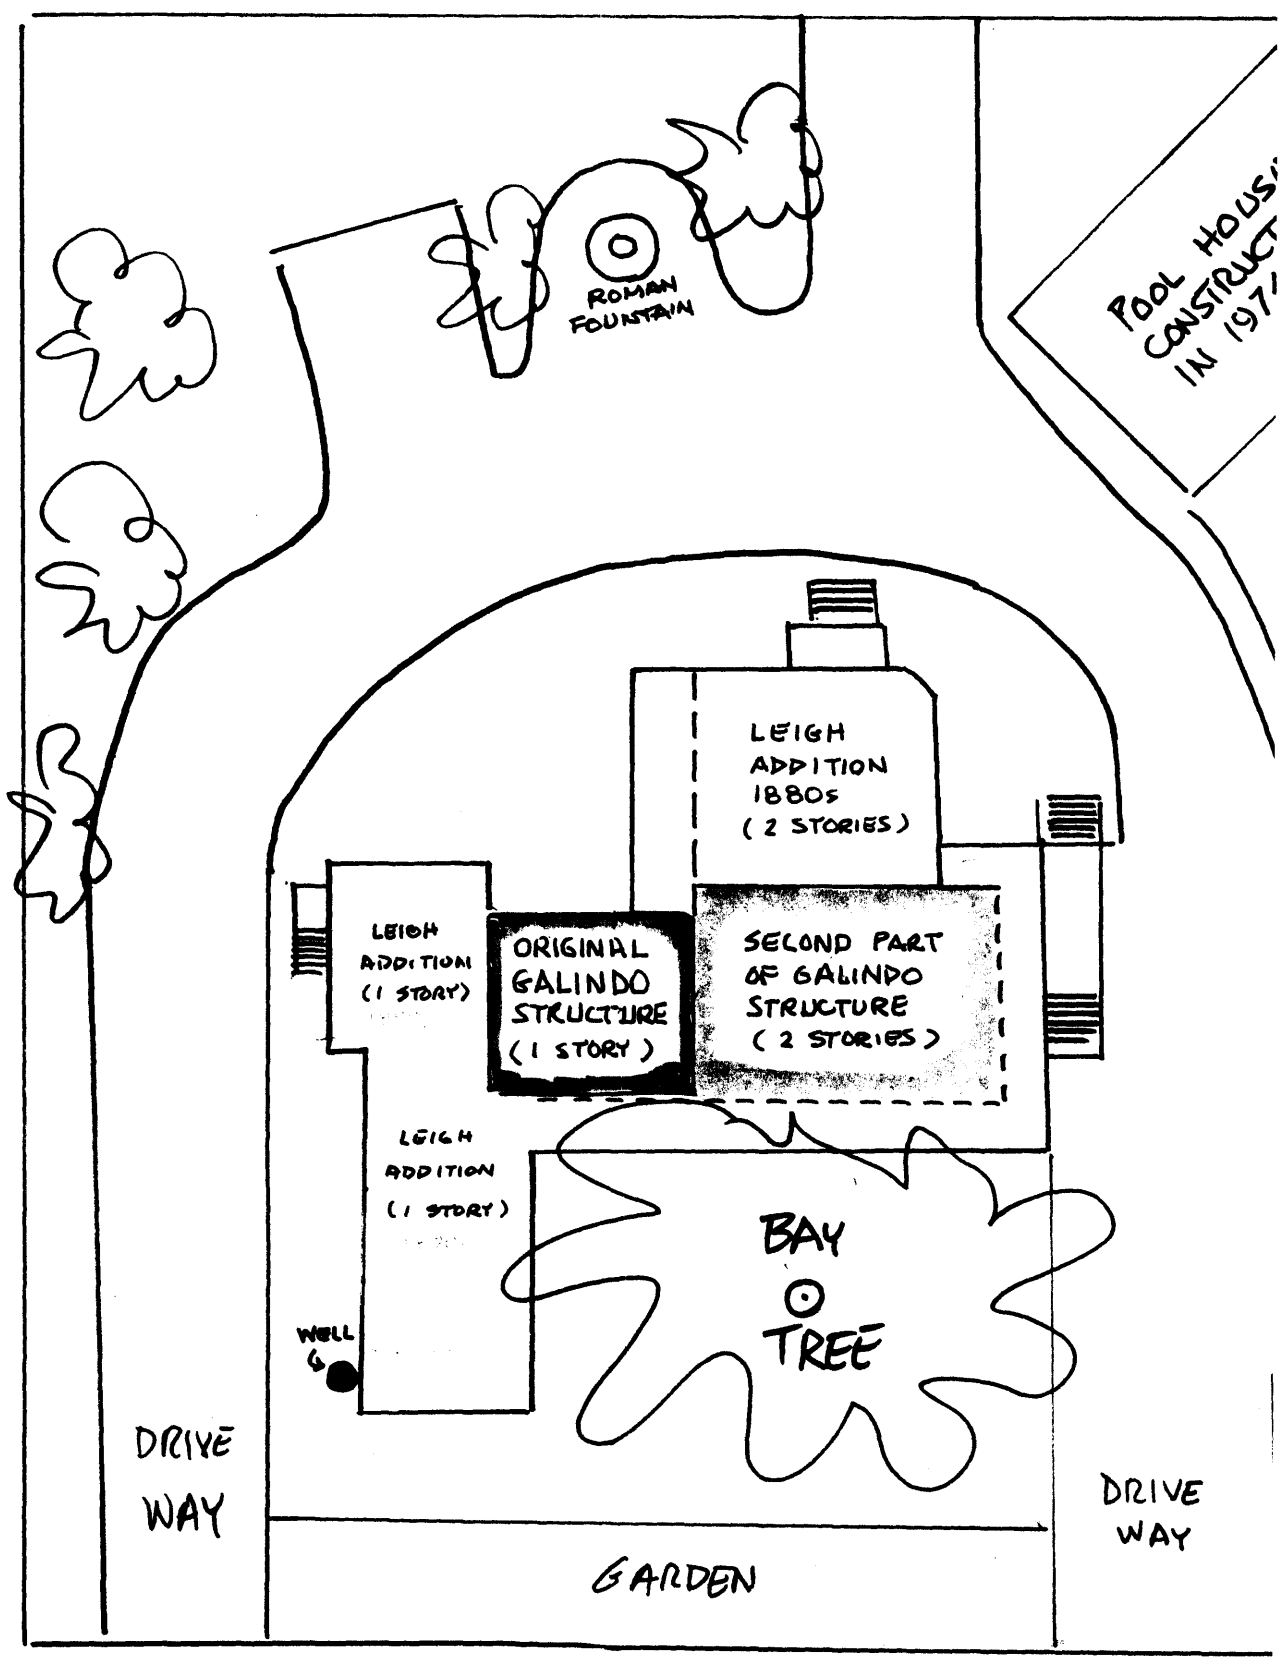 ROMAN
FOUNTAIN
POOL
CONSTRUCT
IN
LEIGH
ADDITION
1880s
(2 STORIES)
LEIGH
ADDITION
(1 STORY)
ORIGINAL
GALINDO
STRUCTURE
(1 STORY)
SECOND PART
OF GALINDO
STRUCTURE
(2 STORIES)
LEIGH
ADDITION
(1 STORY)
BAY
TREE
WELL
DRIVE
WAY
DRIVE
WAY
GARDEN